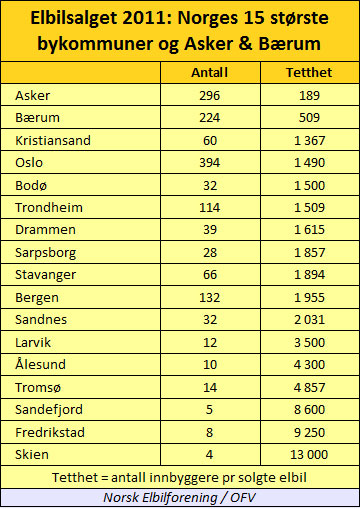 Elbilsalget 2011: Norges 15 største
bykommuner og Asker & Bærum
Antall Tetthet
Asker 296 189
Bærum 224 509
Kristiansand 60 1 367
Oslo 394 1 490
Bodø 32 1 500
Trondheim 114 1 509
Drammen 39 1 615
Sarpsborg 28 1 857
Stavanger 66 1 894
Bergen 132 1 955
Sandnes 32 2 031
Larvik 12 3 500
Ålesund 10 4 300
Tromsø 14 4 857
Sandefjord 5 8 600
Fredrikstad 8 9 250
Skien 4 13 000
Tetthet = antall innbyggere pr solgte elbil
Norsk Elbilforening / OFV